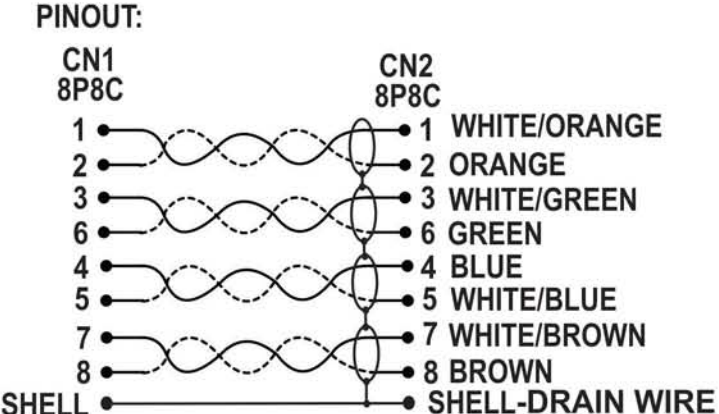 PINOUT:
CN1
8P8C
CN2
8P8C
1 1 WHITE/ORANGE
2 2 ORANGE
3 3 WHITE/GREEN
6 6 GREEN
4 4 BLUE
5 5 WHITE/BLUE
7 7 WHITE/BROWN
8 8 BROWN
SHELL SHELL-DRAIN WIRE